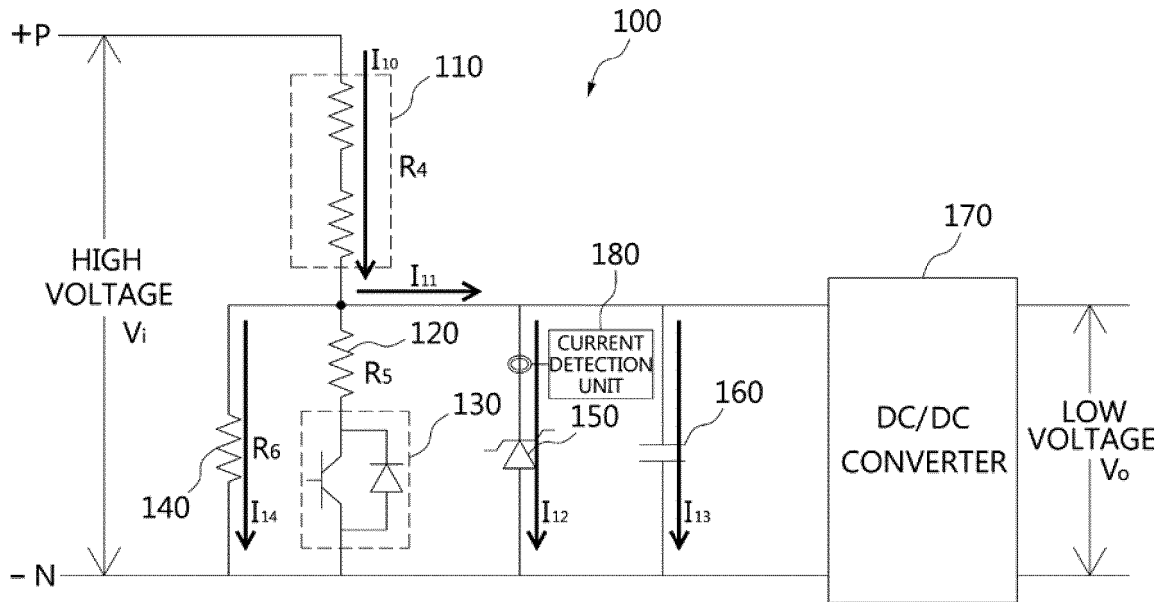 100
+P
I10
110
R4
HIGH
VOLTAGE
Vi
170
180
I11
120
R5
CURRENT
DETECTION
UNIT
130
150
160
DC/DC
CONVERTER
LOW
VOLTAGE
Vo
R6
140
I14
I12
I13
- N